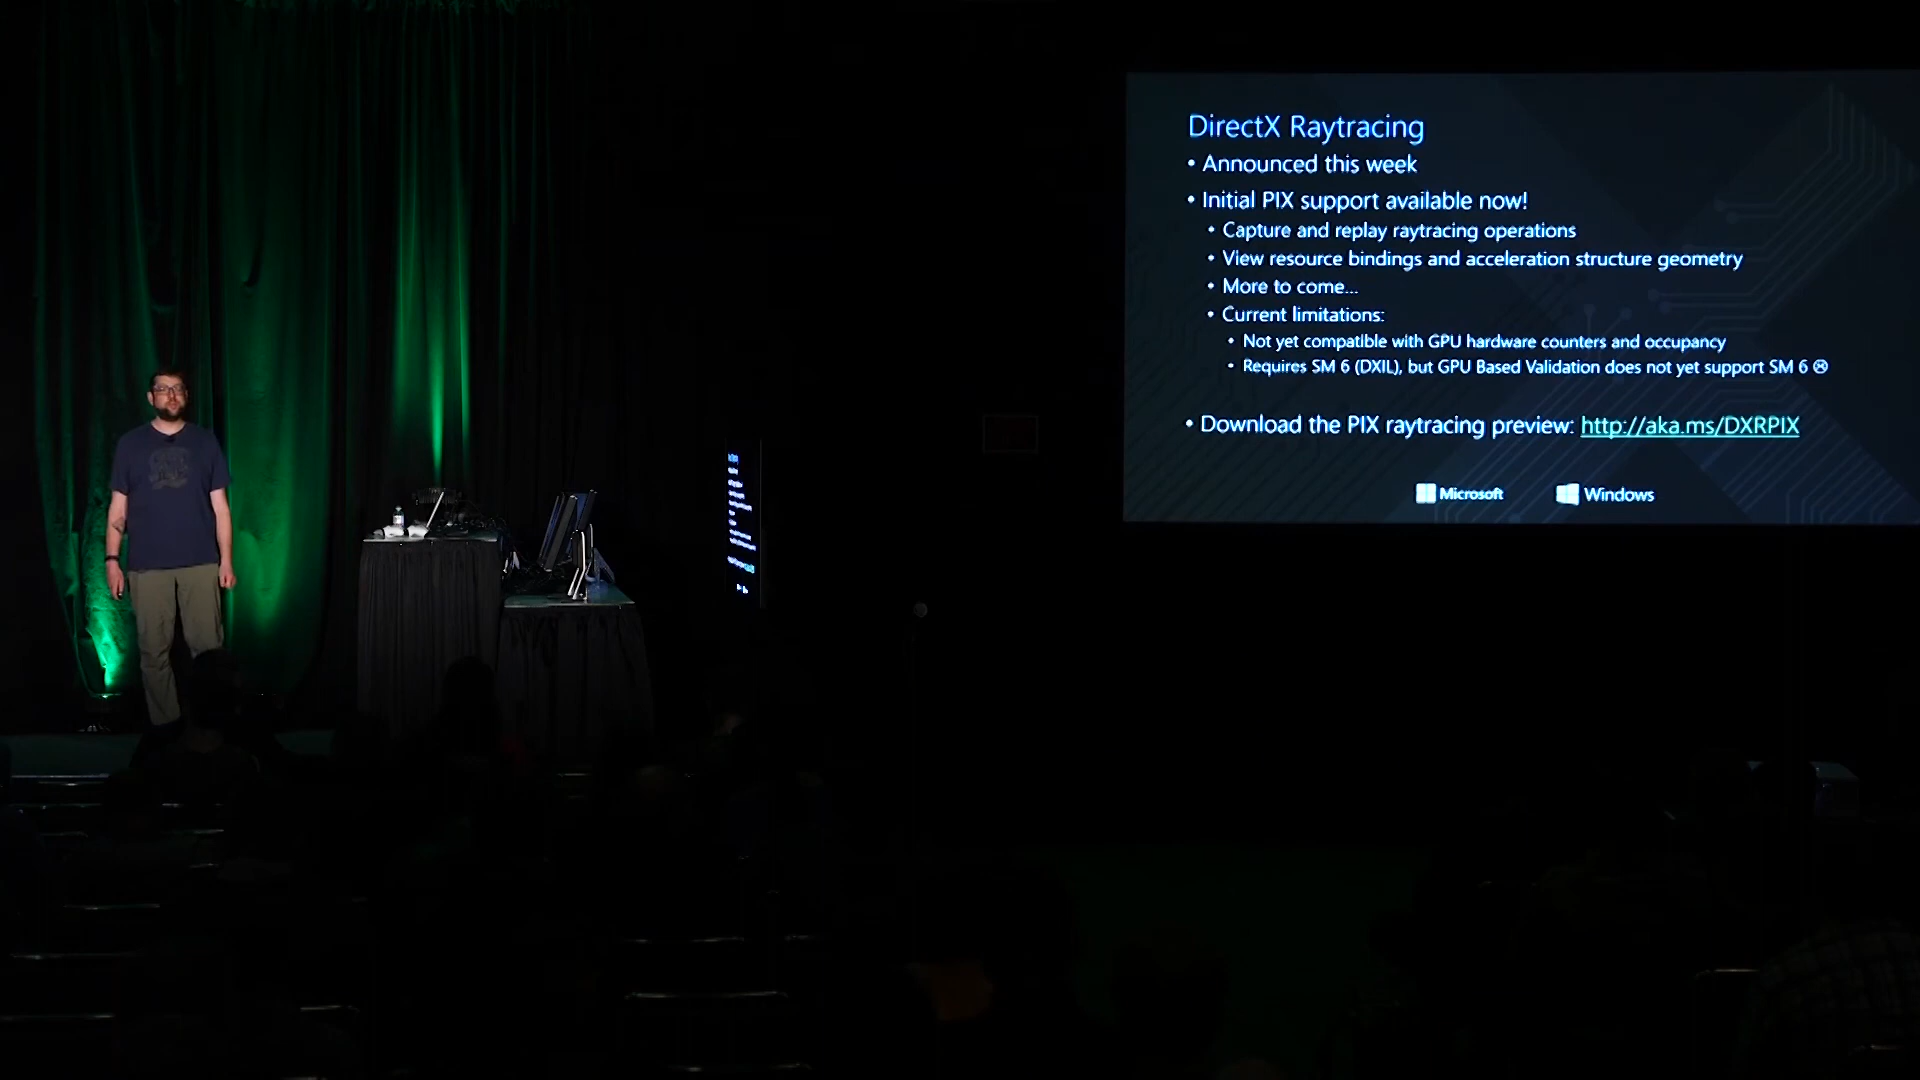 DirectX Raytracing
• Announced this week
• Initial PIX support available now!
• Capture and replay raytracing operations
• View resource bindings and acceleration structure geometry
• More to come...
• Current limitations:
• Not yet compatible with GPU hardware counters and occupancy
• Requires SM 6 (DXIL), but GPU Based Validation does not yet support SM 6 ☹
• Download the PIX raytracing preview: http://aka.ms/DXRPIX
Microsoft Windows